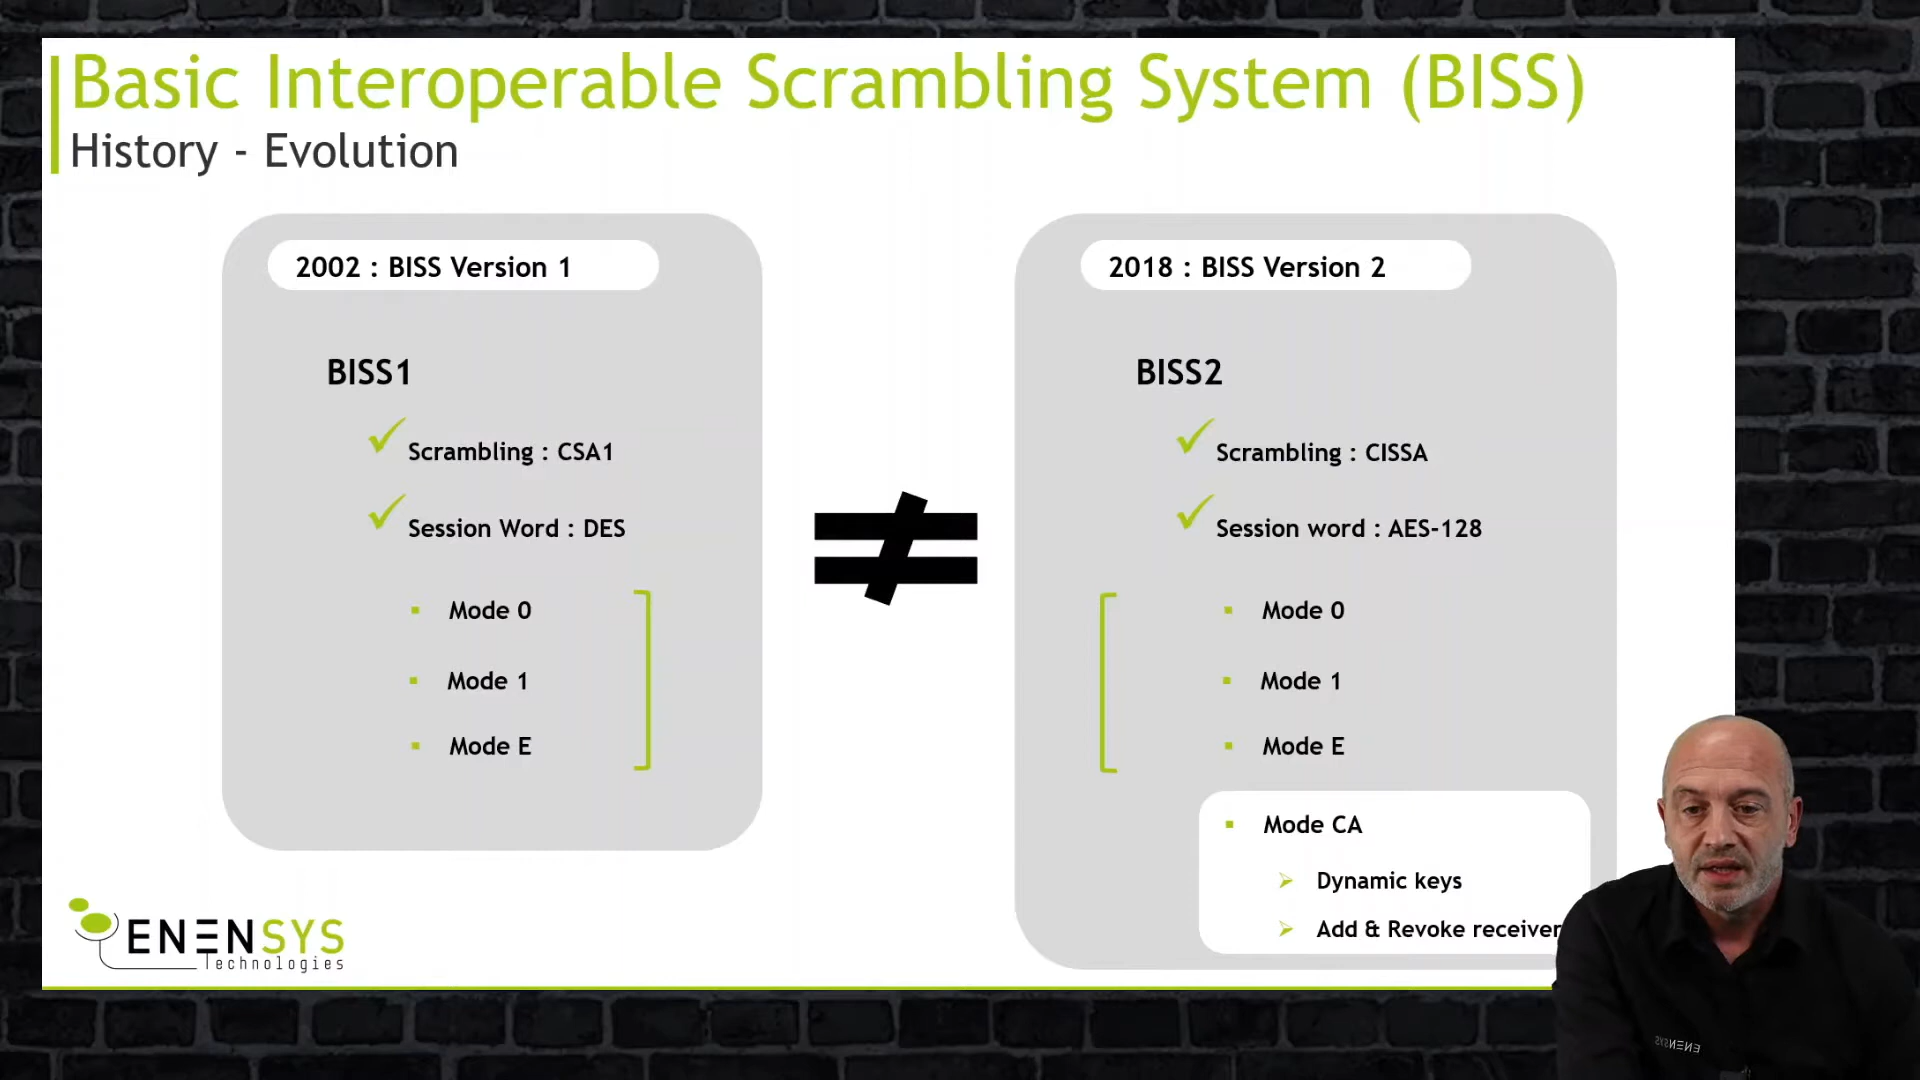 Basic Interoperable Scrambling System (BISS)
History - Evolution
2002 : BISS Version 1
BISS1
Scrambling : CSA1
Session Word : DES
Mode 0
Mode 1
Mode E
2018 : BISS Version 2
BISS2
Scrambling : CISSA
Session word : AES-128
Mode 0
Mode 1
Mode E
Mode CA
Dynamic keys
Add & Revoke receiver
ENENSYS
Technologies
ENENSYS